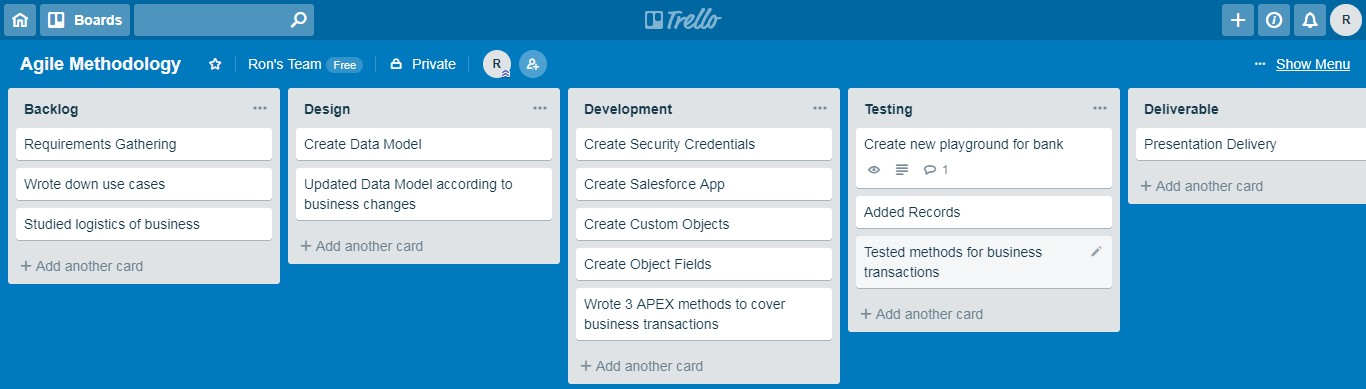 Boards
Trello
R
Agile Methodology
Ron's Team Free
Private
R
Show Menu
Backlog
Requirements Gathering
Wrote down use cases
Studied logistics of business
+ Add another card
Design
Create Data Model
Updated Data Model according to
business changes
+ Add another card
Development
Create Security Credentials
Create Salesforce App
Create Custom Objects
Create Object Fields
Wrote 3 APEX methods to cover
business transactions
+ Add another card
Testing
Create new playground for bank
1
Added Records
Tested methods for business
transactions
+ Add another card
Deliverable
Presentation Delivery
+ Add another card